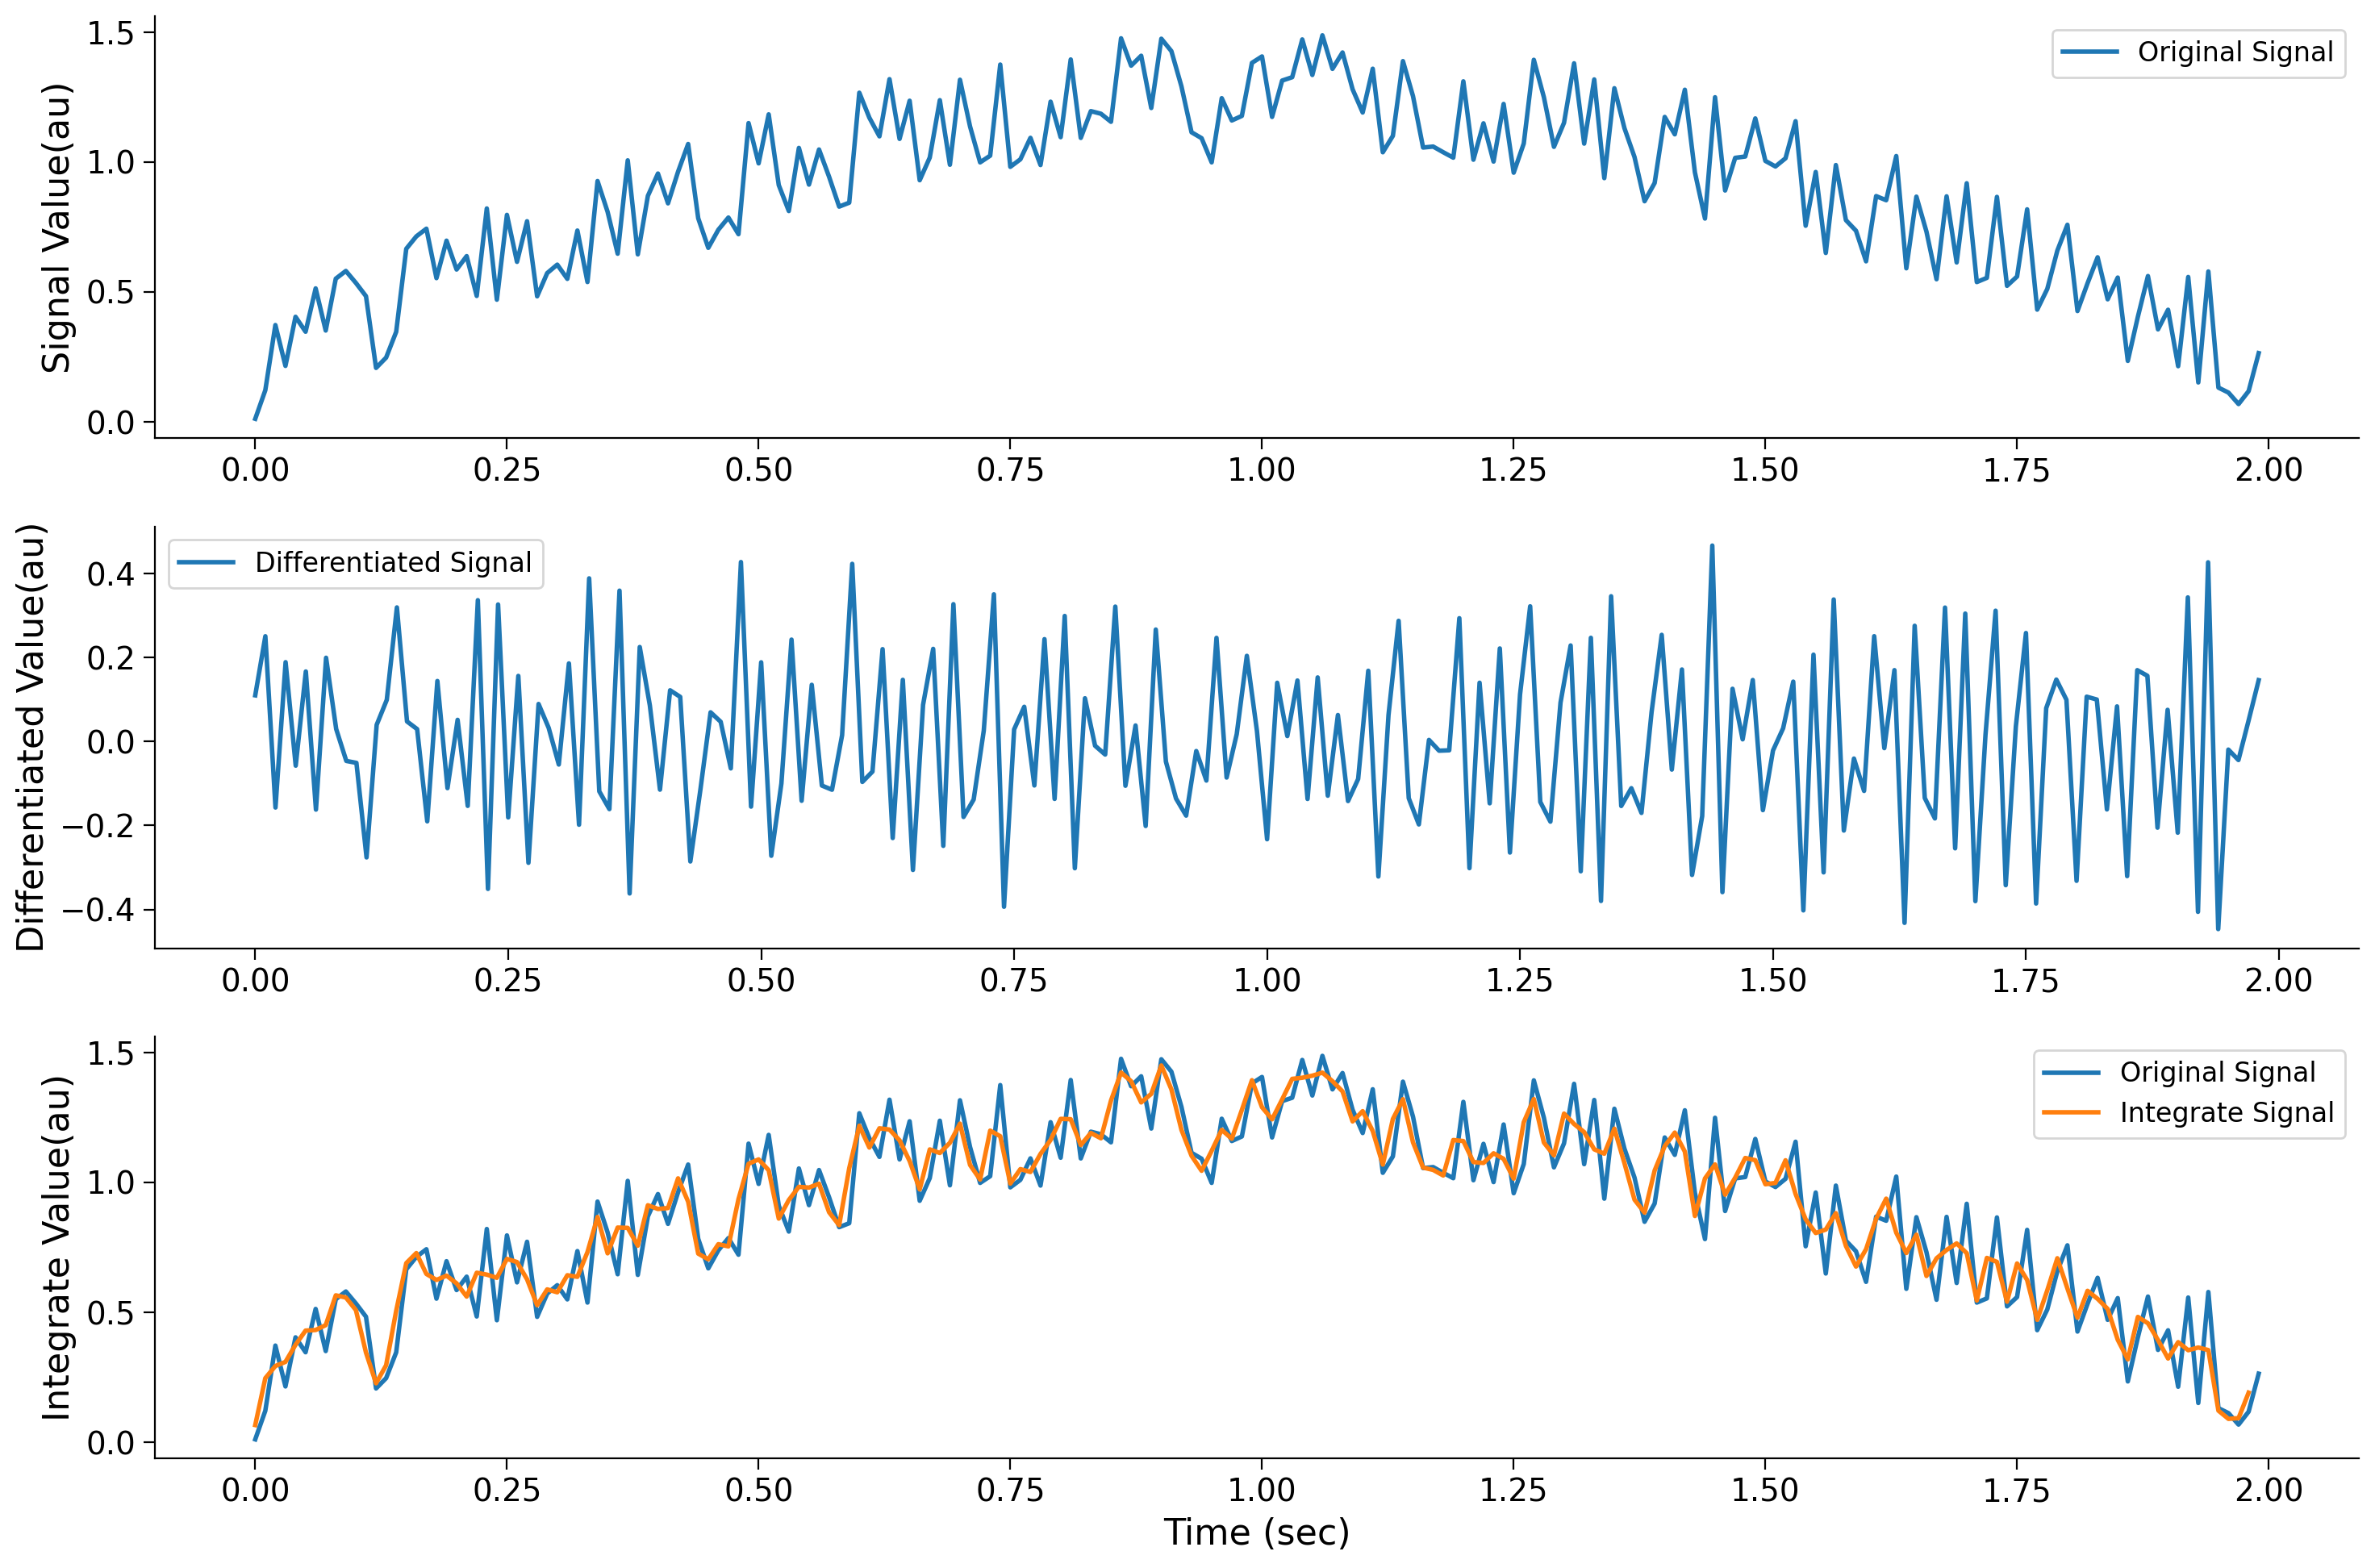 Signal Value(au)
1.5
1.0
0.5
0.0
Original Signal
0.00 0.25 0.50 0.75 1.00 1.25 1.50 1.75 2.00
Differentiated Value(au)
0.4
0.2
0.0
−0.2
−0.4
Differentiated Signal
0.00 0.25 0.50 0.75 1.00 1.25 1.50 1.75 2.00
Integrate Value(au)
1.5
1.0
0.5
0.0
Original Signal
Integrate Signal
0.00 0.25 0.50 0.75 1.00 1.25 1.50 1.75 2.00
Time (sec)